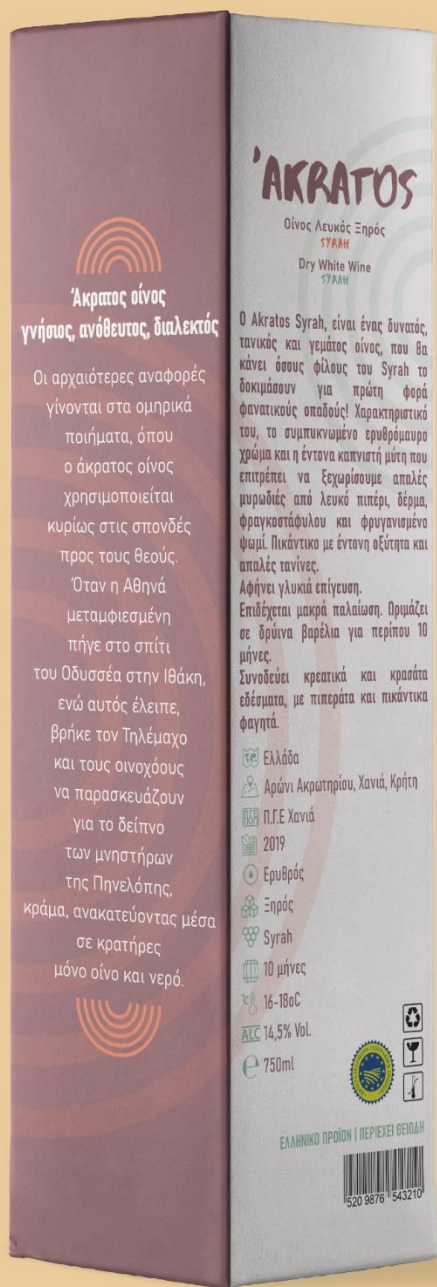 Άκρατος οίνος
γνήσιος, ανόθευτος, διαλεκτός
Οι αρχαιότερες αναφορές
γίνονται στα ομηρικά
ποιήματα, όπου
ο άκρατος οίνος
χρησιμοποιείται
κυρίως στις σπονδές
προς τους θεούς.
Όταν η Αθηνά
μεταμφιεσμένη
πήγε στο σπίτι
του Οδυσσέα στην Ιθάκη,
ενώ αυτός έλειπε,
βρήκε τον Τηλέμαχο
και τους οινοχόους
να παρασκευάζουν
για το δείπνο
των μνηστήρων
της Πηνελόπης,
κράμα, ανακατεύοντας μέσα
σε κρατήρες
μόνο οίνο και νερό.
'AKRATOS
Οίνος Λευκός Ξηρός
SYRAH
Dry White Wine
SYRAH
Ο Akratos Syrah, είναι ένας δυνατός,
τανικός και γεμάτος οίνος, που θα
κάνει όσους φίλους του Syrah το
δοκιμάσουν για πρώτη φορά
φανατικούς οπαδούς! Χαρακτηριστικό
του, το συμπυκνωμένο ερυθρόμαυρο
χρώμα και η έντονα καπνιστή μύτη που
επιτρέπει να ξεχωρίσουμε απαλές
μυρωδιές από λευκό πιπέρι, δέρμα,
φραγκοστάφυλου και φρυγανισμένο
ψωμί. Πικάντικο με έντονη οξύτητα και
απαλές τανίνες.
Αφήνει γλυκιά επίγευση.
Επιδέχεται μακρά παλαίωση. Ωριμάζει
σε δρύινα βαρέλια για περίπου 10
μήνες.
Συνοδεύει κρεατικά και κρασάτα
εδέσματα, με πιπεράτα και πικάντικα
φαγητά.
Ελλάδα
Αρώνι Ακρωτηρίου, Χανιά, Κρήτη
Π.Γ.Ε Χανιά
2019
Ερυθρός
Ξηρός
Syrah
10 μήνες
°C 16-18oC
ALC 14,5% Vol.
e 750ml
ΕΛΛΗΝΙΚΟ ΠΡΟΪΟΝ | ΠΕΡΙΕΧΕΙ ΘΕΙΩΔΗ
520 9876 543210